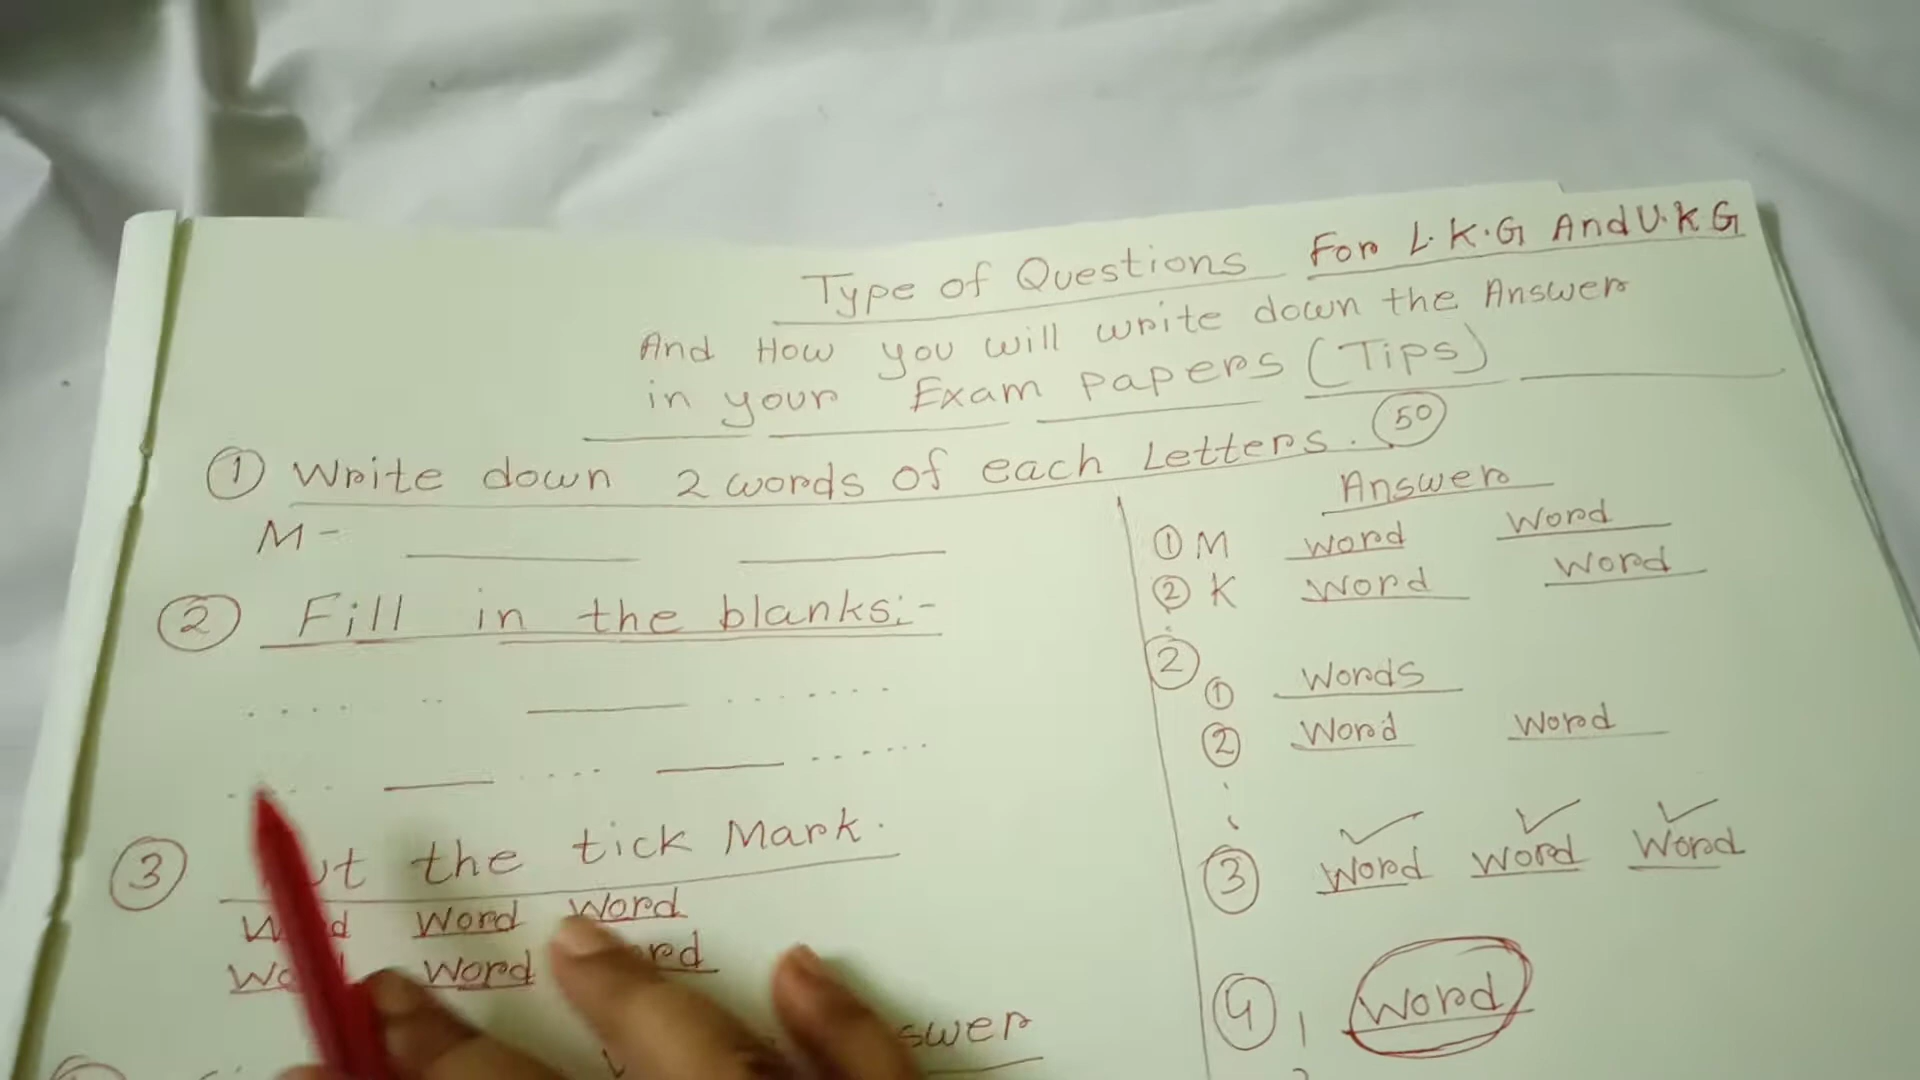 Type of Questions For L.K.G And U.K G
And How you will write down the Answer
in your Exam papers (Tips)
① Write down 2 words of each Letters. 50
M -
② Fill in the blanks:-
③ the tick Mark.
Word Word
Word
Answer
① M word Word
② K Word Word
②
① Words
② Word Word
③ Word Word Word
④ 1 Word